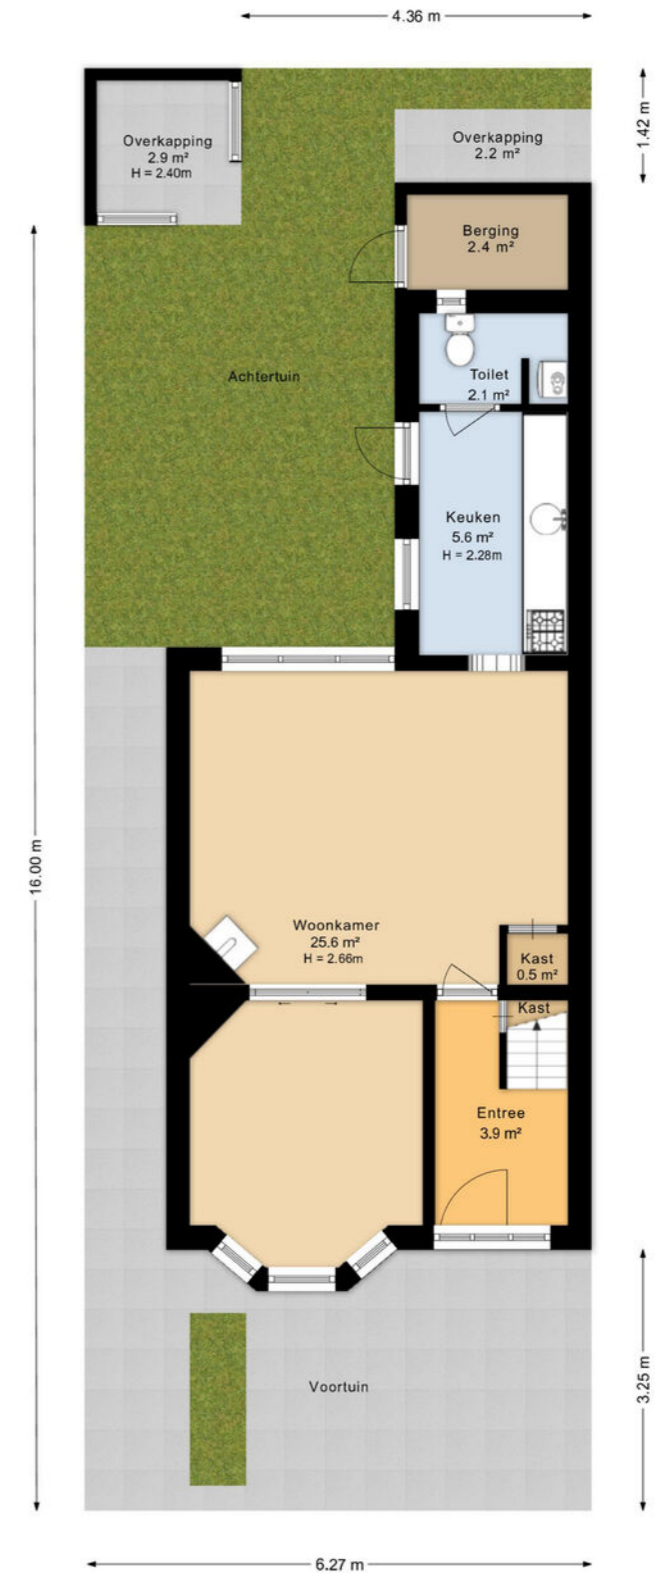 4.36 m
1.42 m
Overkapping
2.9 m²
H = 2.40m
Overkapping
2.2 m²
Berging
2.4 m²
Achtertuin
Toilet
2.1 m²
Keuken
5.6 m²
H = 2.28m
16.00 m
Woonkamer
25.6 m²
H = 2.66m
Kast
0.5 m²
Kast
Entree
3.9 m²
3.25 m
Voortuin
6.27 m